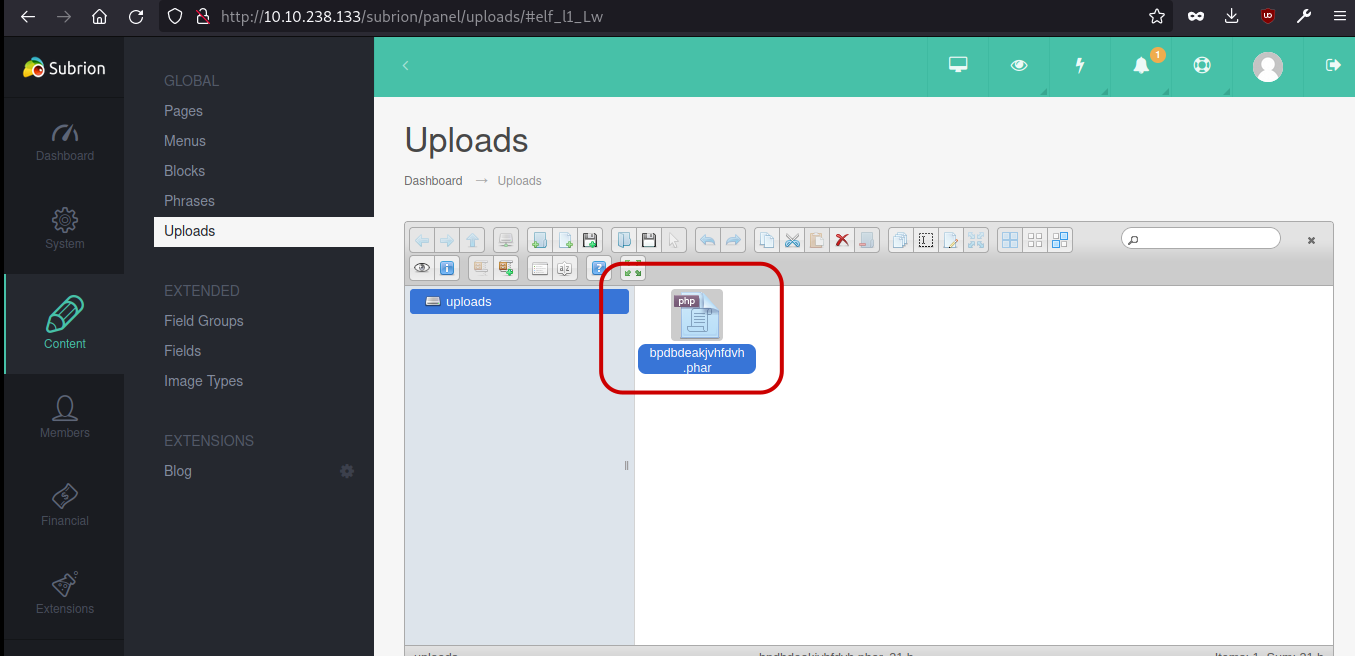 http://10.10.238.133/subrion/panel/uploads/#elf_l1_Lw
Subrion
Dashboard
System
Content
Members
Financial
Extensions
GLOBAL
Pages
Menus
Blocks
Phrases
Uploads
EXTENDED
Field Groups
Fields
Image Types
EXTENSIONS
Blog
1
Uploads
Dashboard → Uploads
uploads
php
bpdbdeakjvhfdvh
.phar